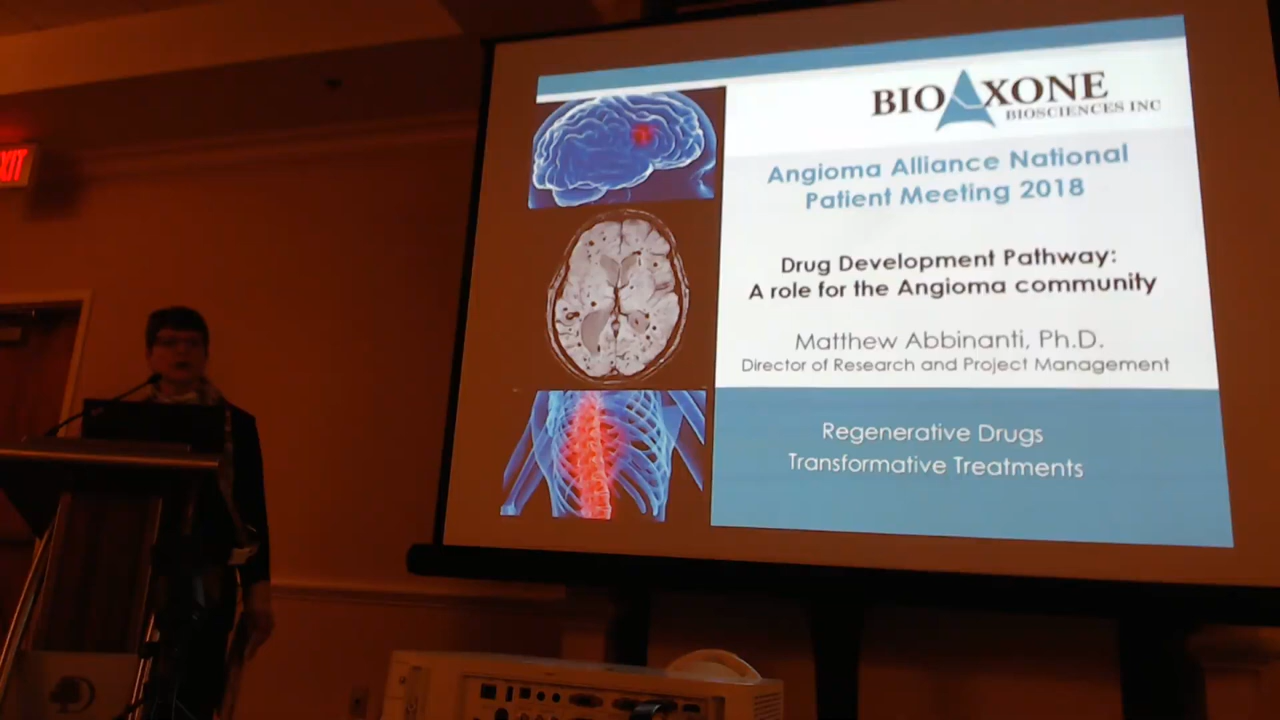 XIT
BIOAXONE
BIOSCIENCES INC
Angioma Alliance National
Patient Meeting 2018
Drug Development Pathway:
A role for the Angioma community
Matthew Abbinanti, Ph.D.
Director of Research and Project Management
Regenerative Drugs
Transformative Treatments